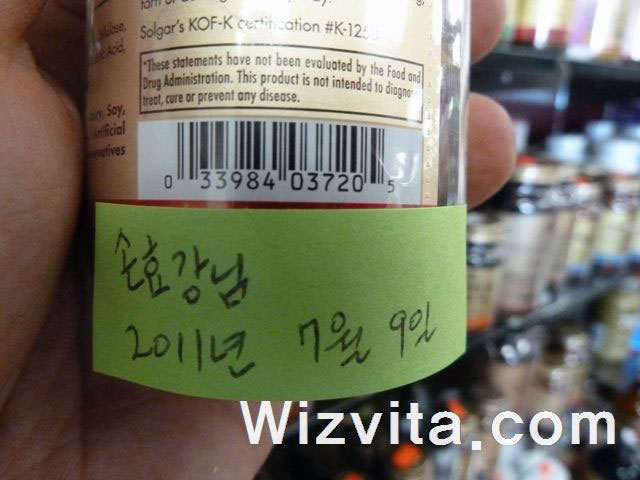 Solgar's KOF-K certification #K-125
*These statements have not been evaluated by the Food and
Drug Administration. This product is not intended to diagnose,
treat, cure or prevent any disease.
0 33984 03720 5
손효강님
2011년 7월 9일
Wizvita.com